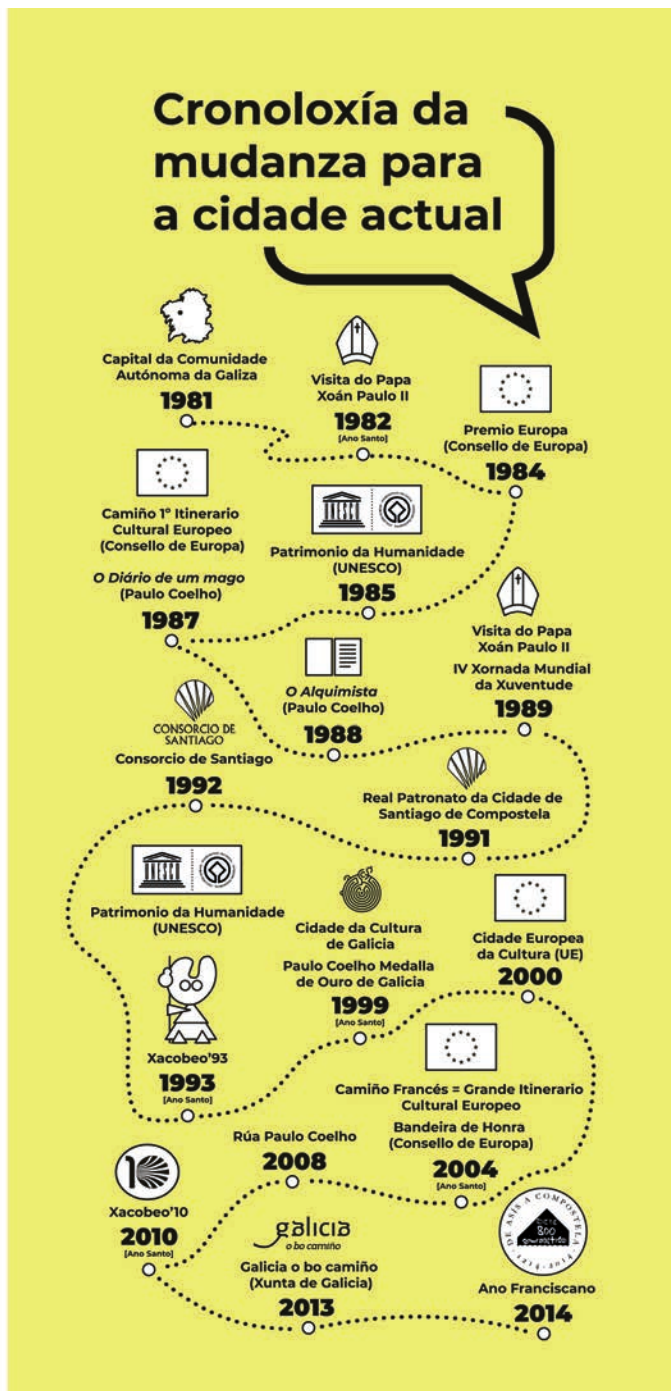 Cronoloxía da
mudanza para
a cidade actual
Capital da Comunidade
Autónoma da Galiza
1981
Visita do Papa
Xoán Paulo II
1982
[Ano Santo]
Premio Europa
(Consello de Europa)
1984
Patrimonio da Humanidade
(UNESCO)
1985
Camiño 1º Itinerario
Cultural Europeo
(Consello de Europa)
O Diário de um mago
(Paulo Coelho)
1987
O Alquimista
(Paulo Coelho)
1988
Visita do Papa
Xoán Paulo II
IV Xornada Mundial
da Xuventude
1989
Real Patronato da Cidade de
Santiago de Compostela
1991
CONSORCIO DE
SANTIAGO
Consorcio de Santiago
1992
Patrimonio da Humanidade
(UNESCO)
Xacobeo'93
1993
[Ano Santo]
Cidade da Cultura
de Galicia
Paulo Coelho Medalla
de Ouro de Galicia
1999
[Ano Santo]
Cidade Europea
da Cultura (UE)
2000
Camiño Francés = Grande Itinerario
Cultural Europeo
Bandeira de Honra
(Consello de Europa)
2004
[Ano Santo]
Rúa Paulo Coelho
2008
Xacobeo'10
2010
[Ano Santo]
galicia
o bo camiño
Galicia o bo camiño
(Xunta de Galicia)
2013
DE ASÍS A COMPOSTELA
800
Ano Franciscano
2014